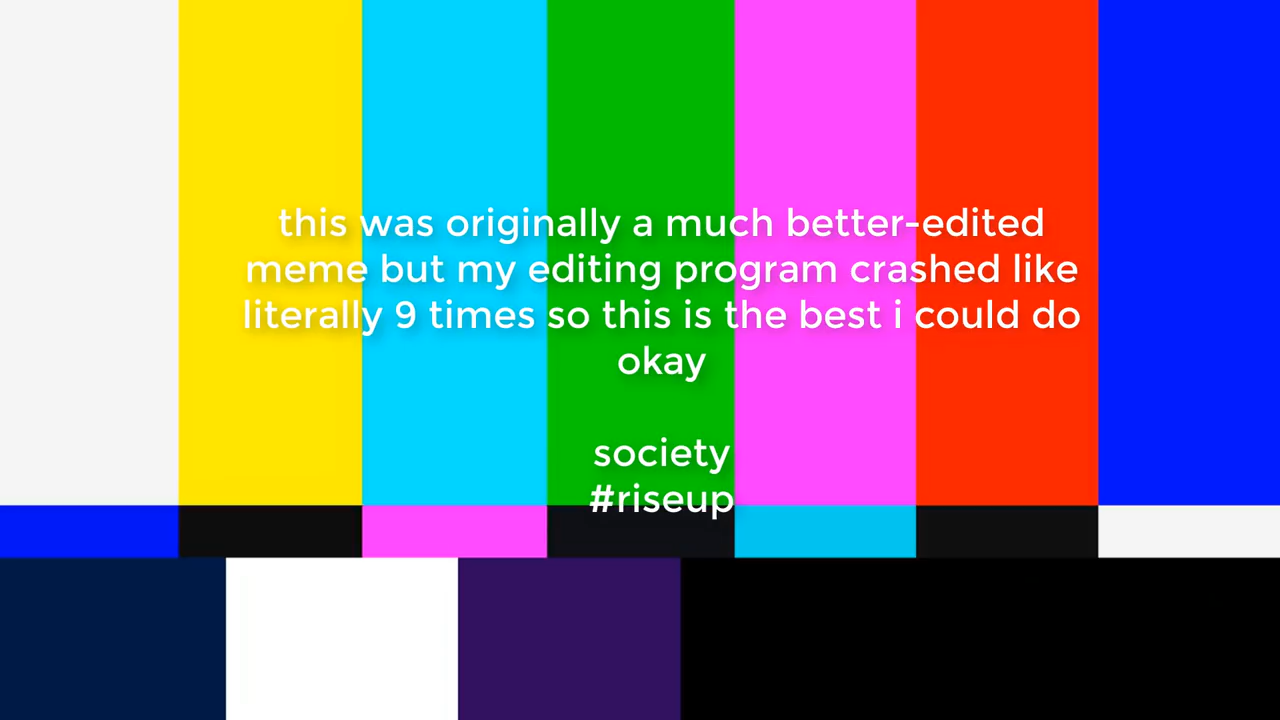 this was originally a much better-edited
meme but my editing program crashed like
literally 9 times so this is the best i could do
okay
society
#riseup